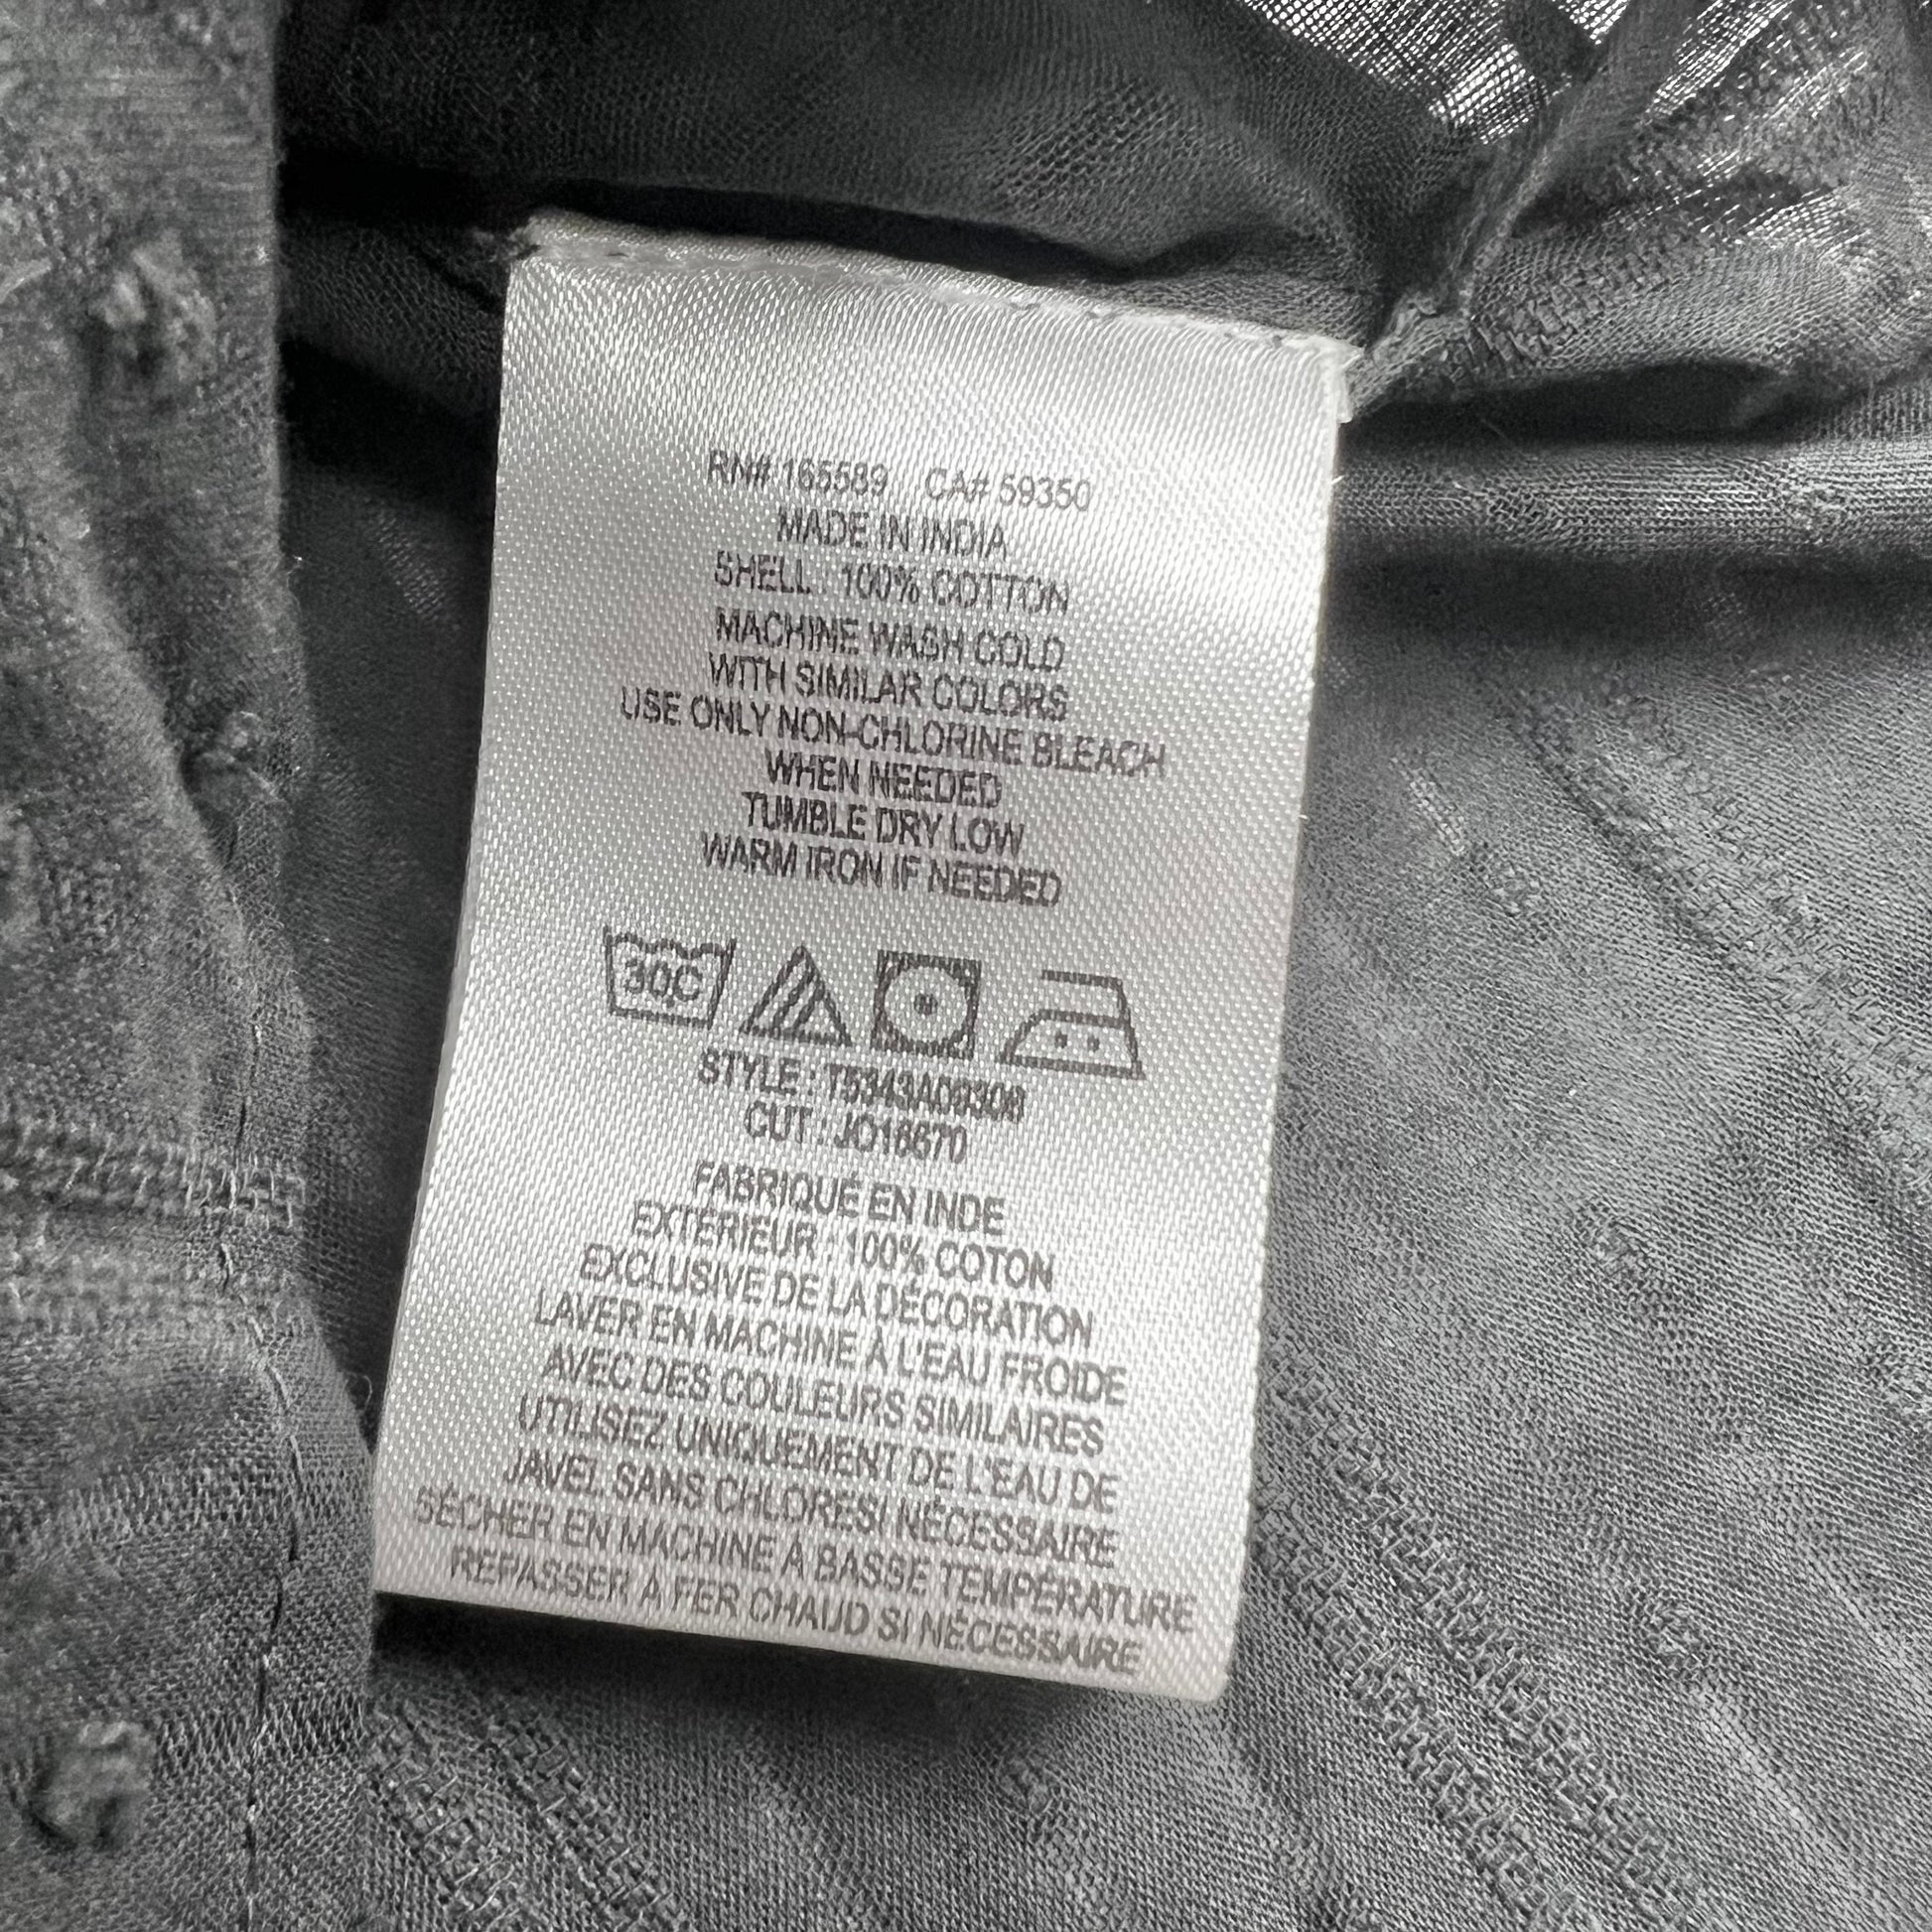 RN# 165589 CA# 59350
MADE IN INDIA
SHELL : 100% COTTON
MACHINE WASH COLD
WITH SIMILAR COLORS
USE ONLY NON-CHLORINE BLEACH
WHEN NEEDED
TUMBLE DRY LOW
WARM IRON IF NEEDED
30C
STYLE : T5343A09308
CUT : JO16670
FABRIQUÉ EN INDE
EXTERIEUR : 100% COTON
EXCLUSIVE DE LA DÉCORATION
LAVER EN MACHINE À L'EAU FROIDE
AVEC DES COULEURS SIMILAIRES
UTILISEZ UNIQUEMENT DE L'EAU DE
JAVEL SANS CHLORESI NÉCESSAIRE
SÉCHER EN MACHINE À BASSE TEMPÉRATURE
REPASSER À FER CHAUD SI NÉCESSAIRE